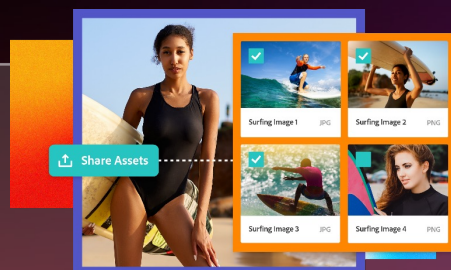 Share Assets
Surfing Image 1 JPG
Surfing Image 2 PNG
Surfing Image 3 JPG
Surfing Image 4 PNG